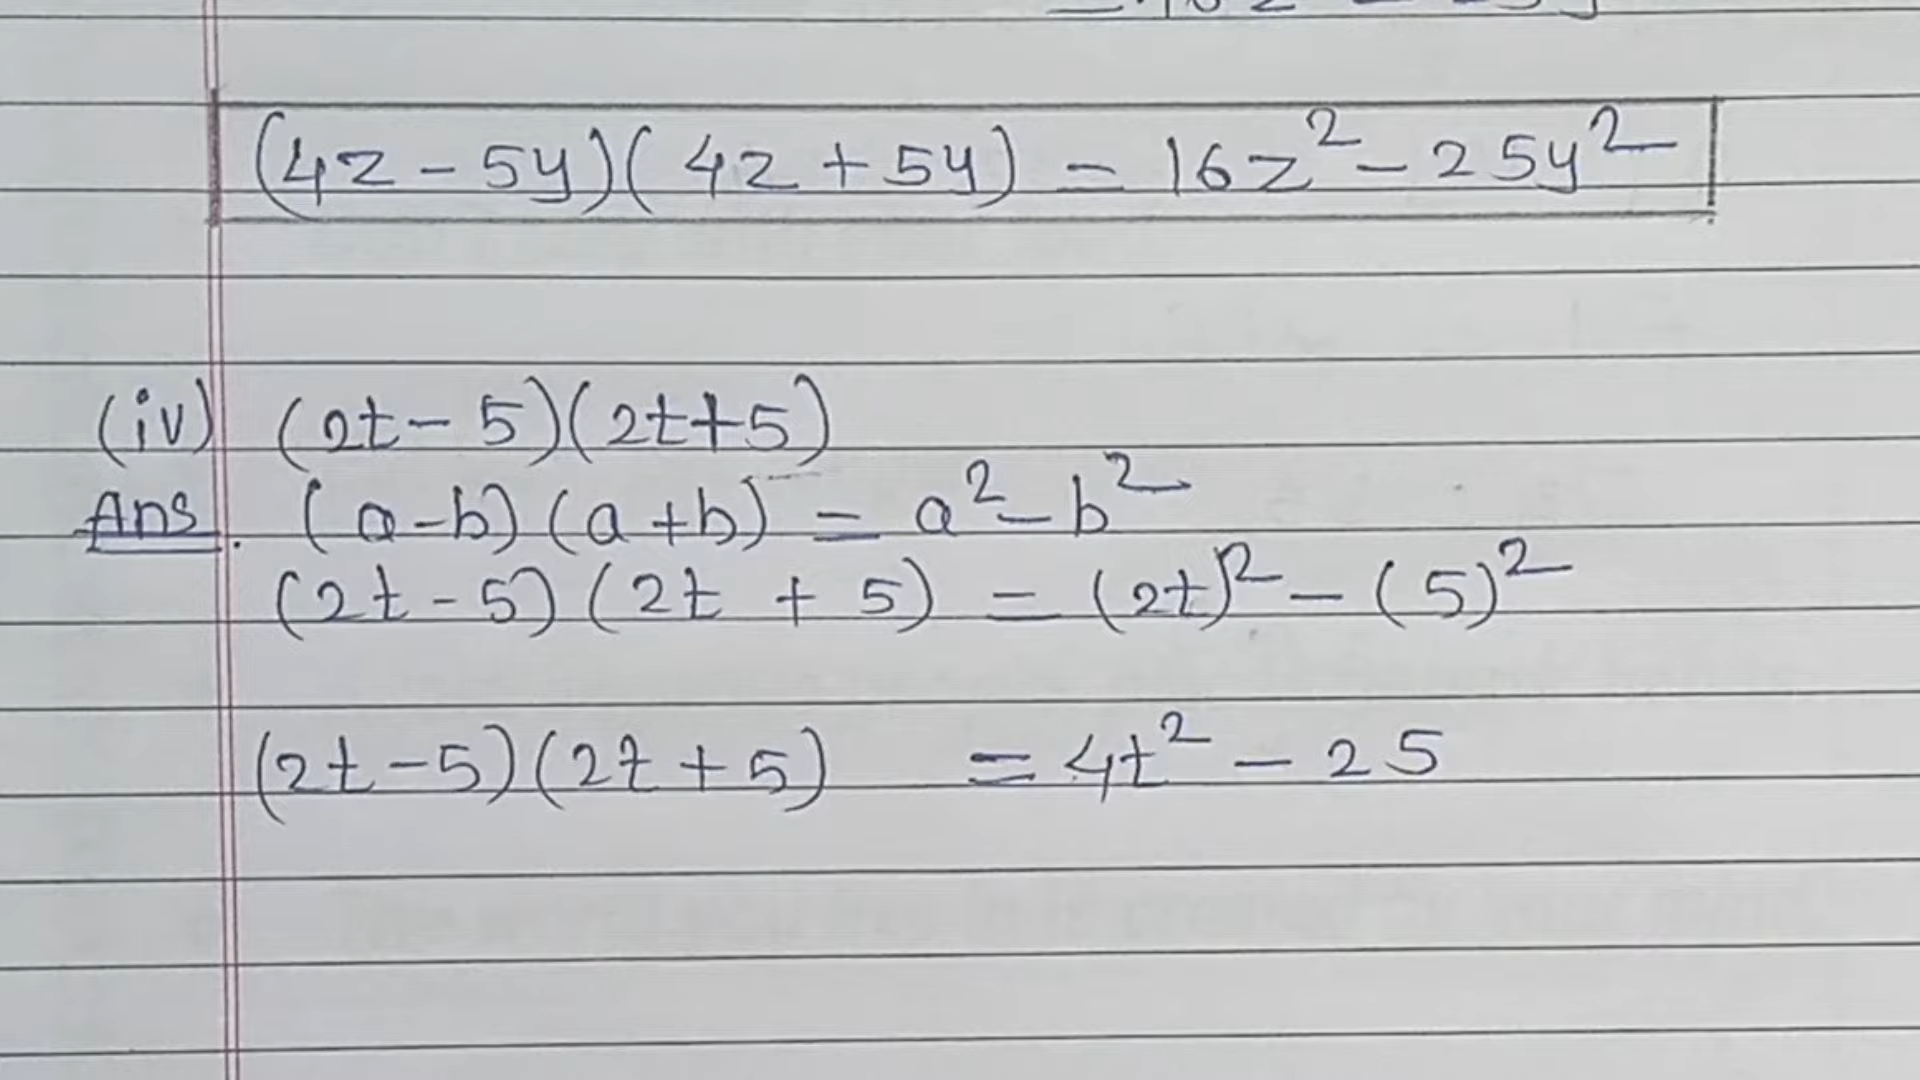 (4z - 5y)(4z + 5y) = 16z² - 25y²
(iv) (2t - 5)(2t + 5)
Ans. (a - b)(a + b) = a² - b²
(2t - 5)(2t + 5) = (2t)² - (5)²
(2t - 5)(2t + 5) = 4t² - 25